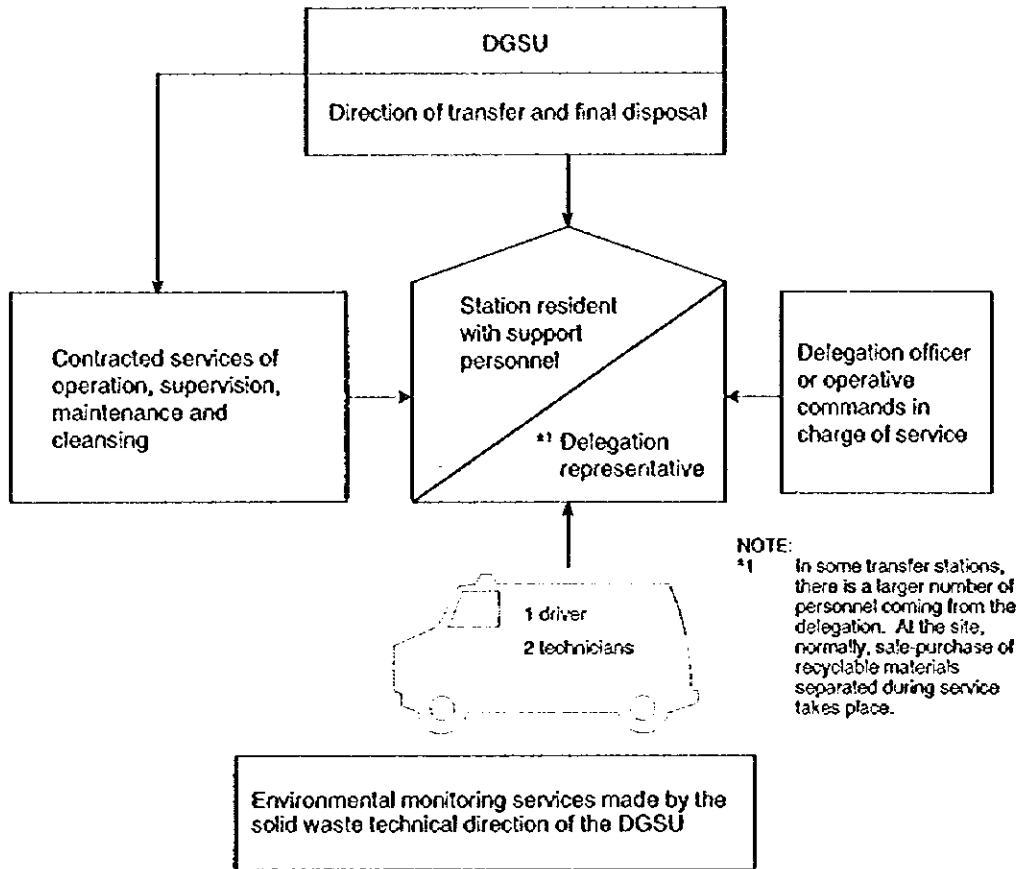 DGSU
Direction of transfer and final disposal
Contracted services of
operation, supervision,
maintenance and
cleansing
Station resident
with support
personnel
*1 Delegation
representative
Delegation officer
or operative
commands in
charge of service
1 driver
2 technicians
NOTE:
*1 In some transfer stations,
there is a larger number of
personnel coming from the
delegation. At the site,
normally, sale-purchase of
recyclable materials
separated during service
takes place.
Environmental monitoring services made by the
solid waste technical direction of the DGSU